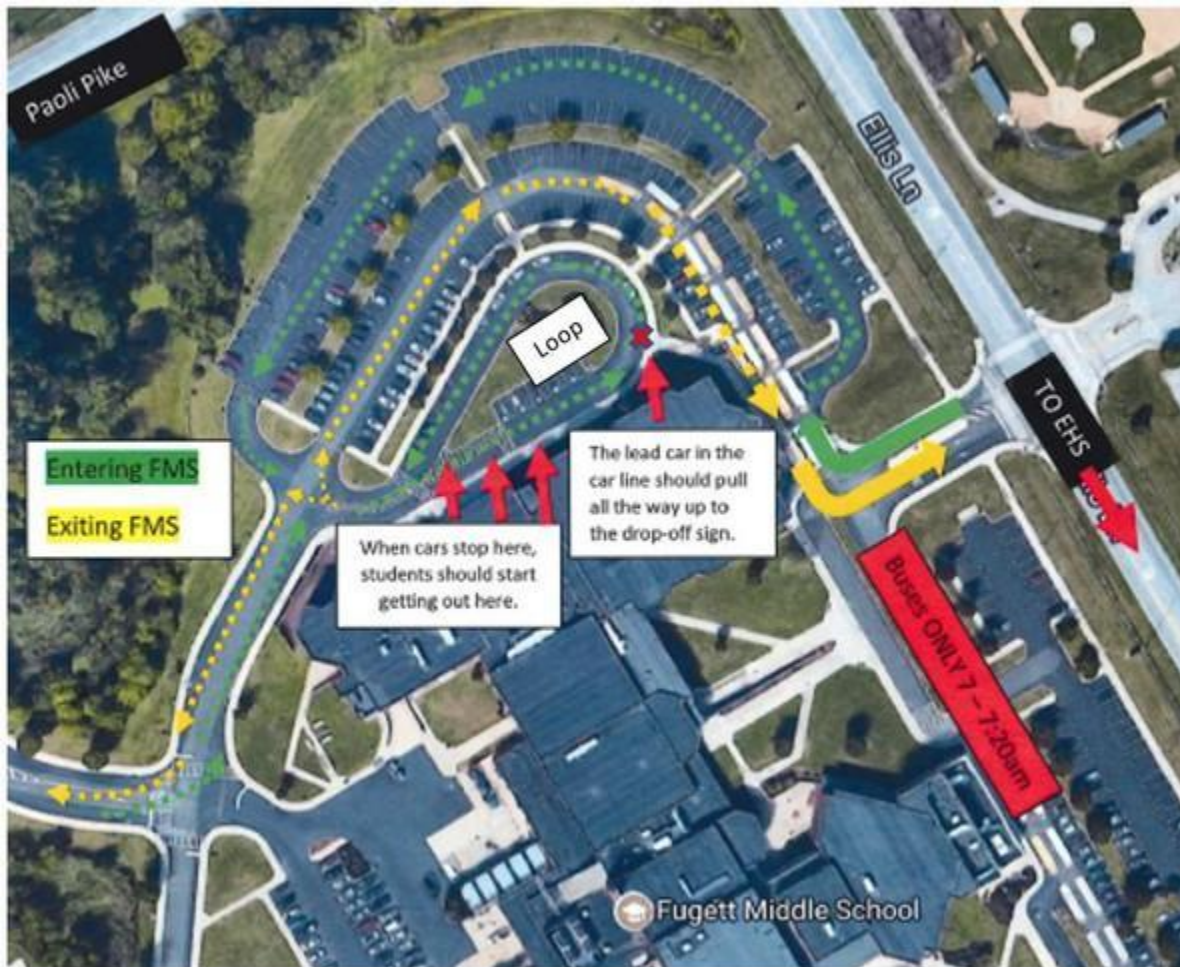 Paoli Pike
Ellis Ln
Loop
TO EHS
Entering FMS
Exiting FMS
The lead car in the
car line should pull
all the way up to
the drop-off sign.
When cars stop here,
students should start
getting out here.
Buses ONLY 7 – 7:20am
Fugett Middle School